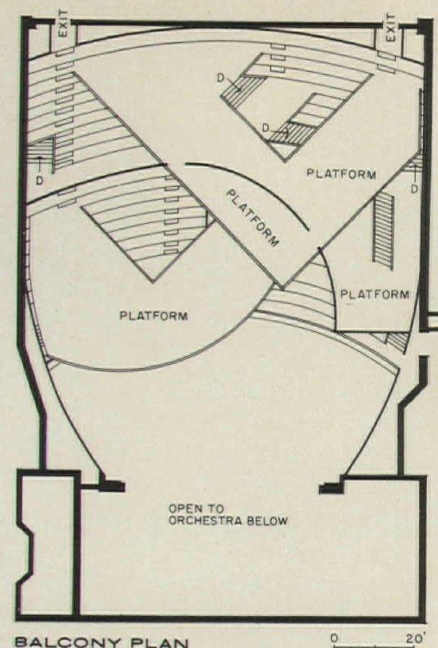 EXIT
EXIT
D
D
PLATFORM
D
D
PLATFORM
PLATFORM
PLATFORM
OPEN TO
ORCHESTRA BELOW
BALCONY PLAN
0 20'